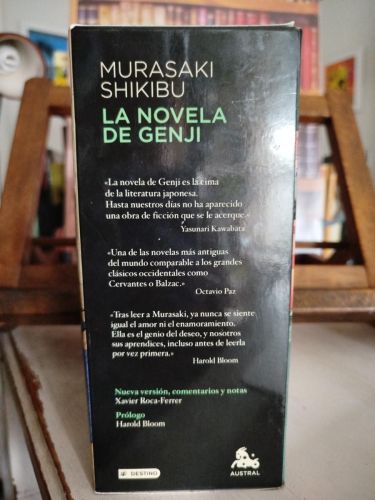 MURASAKI
SHIKIBU
LA NOVELA
DE GENJI
«La novela de Genji es la cima
de la literatura japonesa.
Hasta nuestros días no ha aparecido
una obra de ficción que se le acerque.»
Yasunari Kawabata
«Una de las novelas más antiguas
del mundo comparable a los grandes
clásicos occidentales como
Cervantes o Balzac.»
Octavio Paz
«Tras leer a Murasaki, ya nunca se siente
igual el amor ni el enamoramiento.
Ella es el genio del deseo, y nosotros
sus aprendices, incluso antes de leerla
por vez primera.»
Harold Bloom
Nueva versión, comentarios y notas
Xavier Roca-Ferrer
Prólogo
Harold Bloom
DESTINO
AUSTRAL